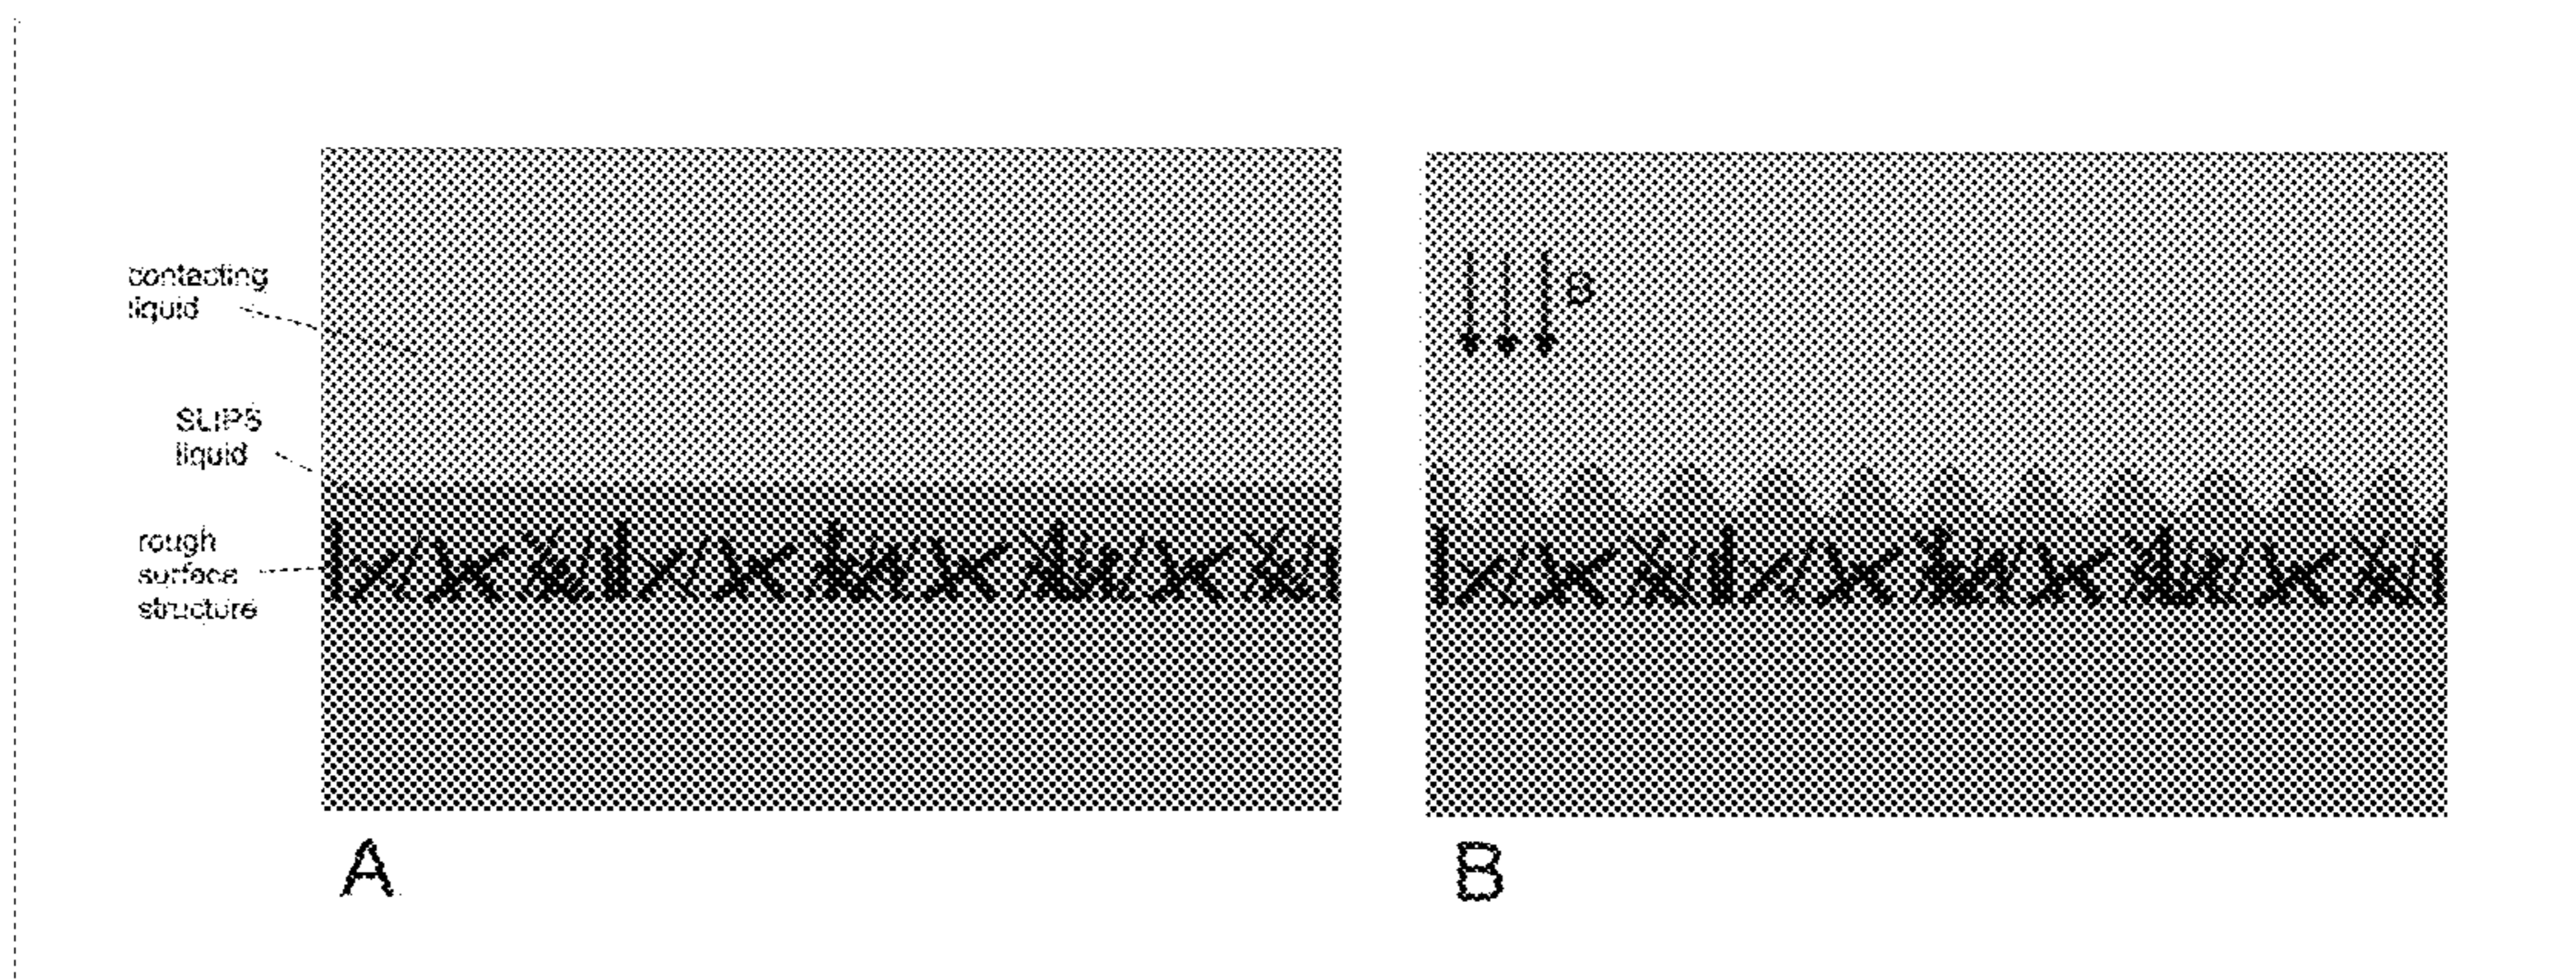 contacting
liquid
SLIPS
liquid
rough
surface
structure
B
A
B